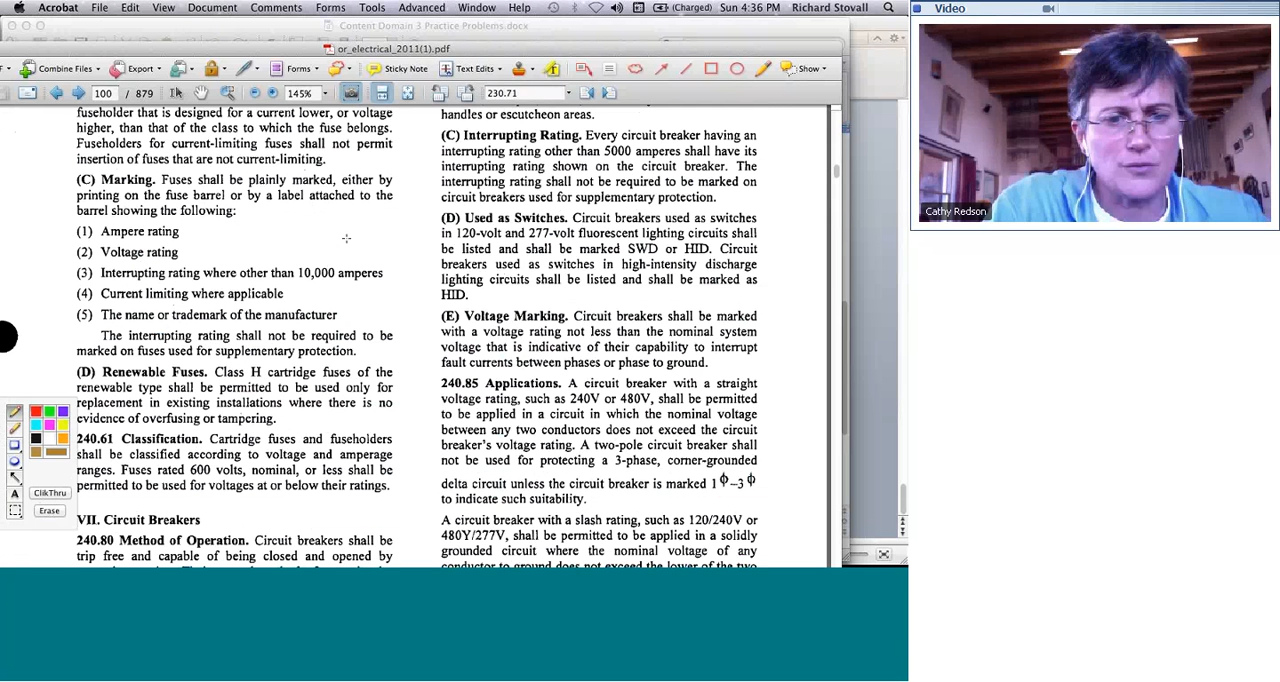 Acrobat File Edit View Document Comments Forms Tools Advanced Window Help (Charged) Sun 4:36 PM Richard Stovall
Content Domain 3 Practice Problems.docx
or_electrical_2011(1).pdf
Combine Files Export Forms Sticky Note Text Edits Show
100 / 879 145% 230.71
fuseholder that is designed for a current lower, or voltage
higher, than that of the class to which the fuse belongs.
Fuseholders for current-limiting fuses shall not permit
insertion of fuses that are not current-limiting.
(C) Marking. Fuses shall be plainly marked, either by
printing on the fuse barrel or by a label attached to the
barrel showing the following:
(1) Ampere rating
(2) Voltage rating
(3) Interrupting rating where other than 10,000 amperes
(4) Current limiting where applicable
(5) The name or trademark of the manufacturer
The interrupting rating shall not be required to be
marked on fuses used for supplementary protection.
(D) Renewable Fuses. Class H cartridge fuses of the
renewable type shall be permitted to be used only for
replacement in existing installations where there is no
evidence of overfusing or tampering.
240.61 Classification. Cartridge fuses and fuseholders
shall be classified according to voltage and amperage
ranges. Fuses rated 600 volts, nominal, or less shall be
permitted to be used for voltages at or below their ratings.
VII. Circuit Breakers
240.80 Method of Operation. Circuit breakers shall be
trip free and capable of being closed and opened by
handles or escutcheon areas.
(C) Interrupting Rating. Every circuit breaker having an
interrupting rating other than 5000 amperes shall have its
interrupting rating shown on the circuit breaker. The
interrupting rating shall not be required to be marked on
circuit breakers used for supplementary protection.
(D) Used as Switches. Circuit breakers used as switches
in 120-volt and 277-volt fluorescent lighting circuits shall
be listed and shall be marked SWD or HID. Circuit
breakers used as switches in high-intensity discharge
lighting circuits shall be listed and shall be marked as
HID.
(E) Voltage Marking. Circuit breakers shall be marked
with a voltage rating not less than the nominal system
voltage that is indicative of their capability to interrupt
fault currents between phases or phase to ground.
240.85 Applications. A circuit breaker with a straight
voltage rating, such as 240V or 480V, shall be permitted
to be applied in a circuit in which the nominal voltage
between any two conductors does not exceed the circuit
breaker's voltage rating. A two-pole circuit breaker shall
not be used for protecting a 3-phase, corner-grounded
delta circuit unless the circuit breaker is marked 1Φ–3Φ
to indicate such suitability.
A circuit breaker with a slash rating, such as 120/240V or
480Y/277V, shall be permitted to be applied in a solidly
grounded circuit where the nominal voltage of any
conductor to ground does not exceed the lower of the two
A
ClikThru
Erase
Video
Cathy Redson